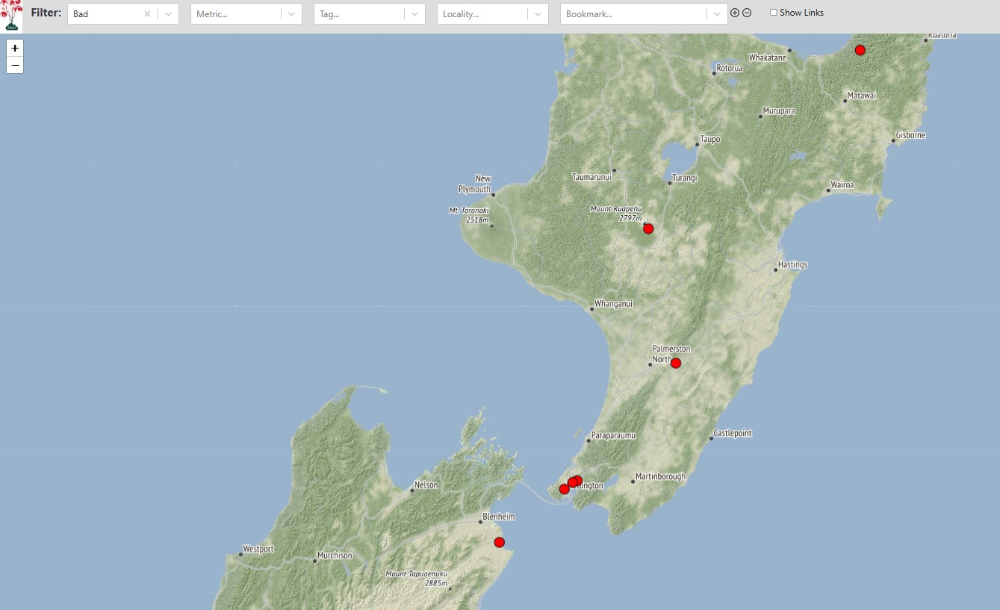 Filter:
Bad
Metric...
Tag...
Locality...
Bookmark...
Show Links
Ruatoria
Whakatane
Rotorua
Matawai
Murupara
Gisborne
Taupo
Taumarunui
Turangi
New
Plymouth
Wairoa
Mt. Taranaki
2518m
Mount Ruapehu
2797m
Hastings
Whanganui
Palmerston
North
Paraparaumu
Castlepoint
Martinborough
Wellington
Nelson
Blenheim
Westport
Murchison
Mount Tapuaenuku
2885m